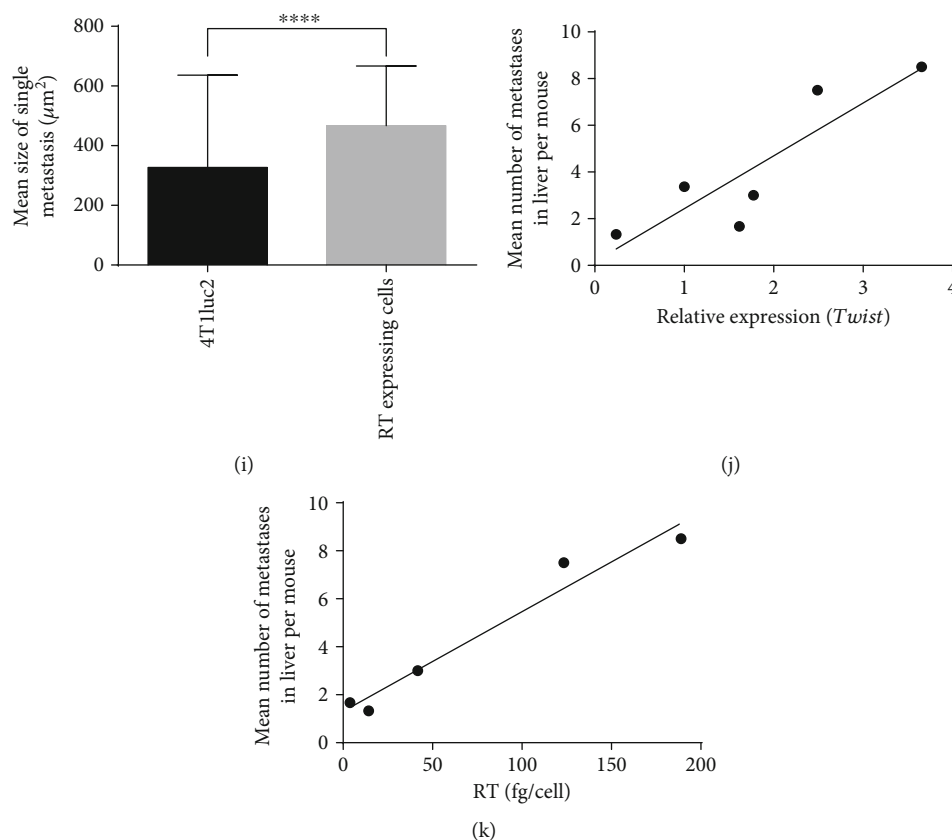 800
600
400
200
0
Mean size of single
metastasis (μm²)
****
4T1luc2
RT expressing cells
(i)
10
8
6
4
2
0
Mean number of metastases
in liver per mouse
0 1 2 3 4
Relative expression (Twist)
(j)
10
8
6
4
2
0
Mean number of metastases
in liver per mouse
0 50 100 150 200
RT (fg/cell)
(k)